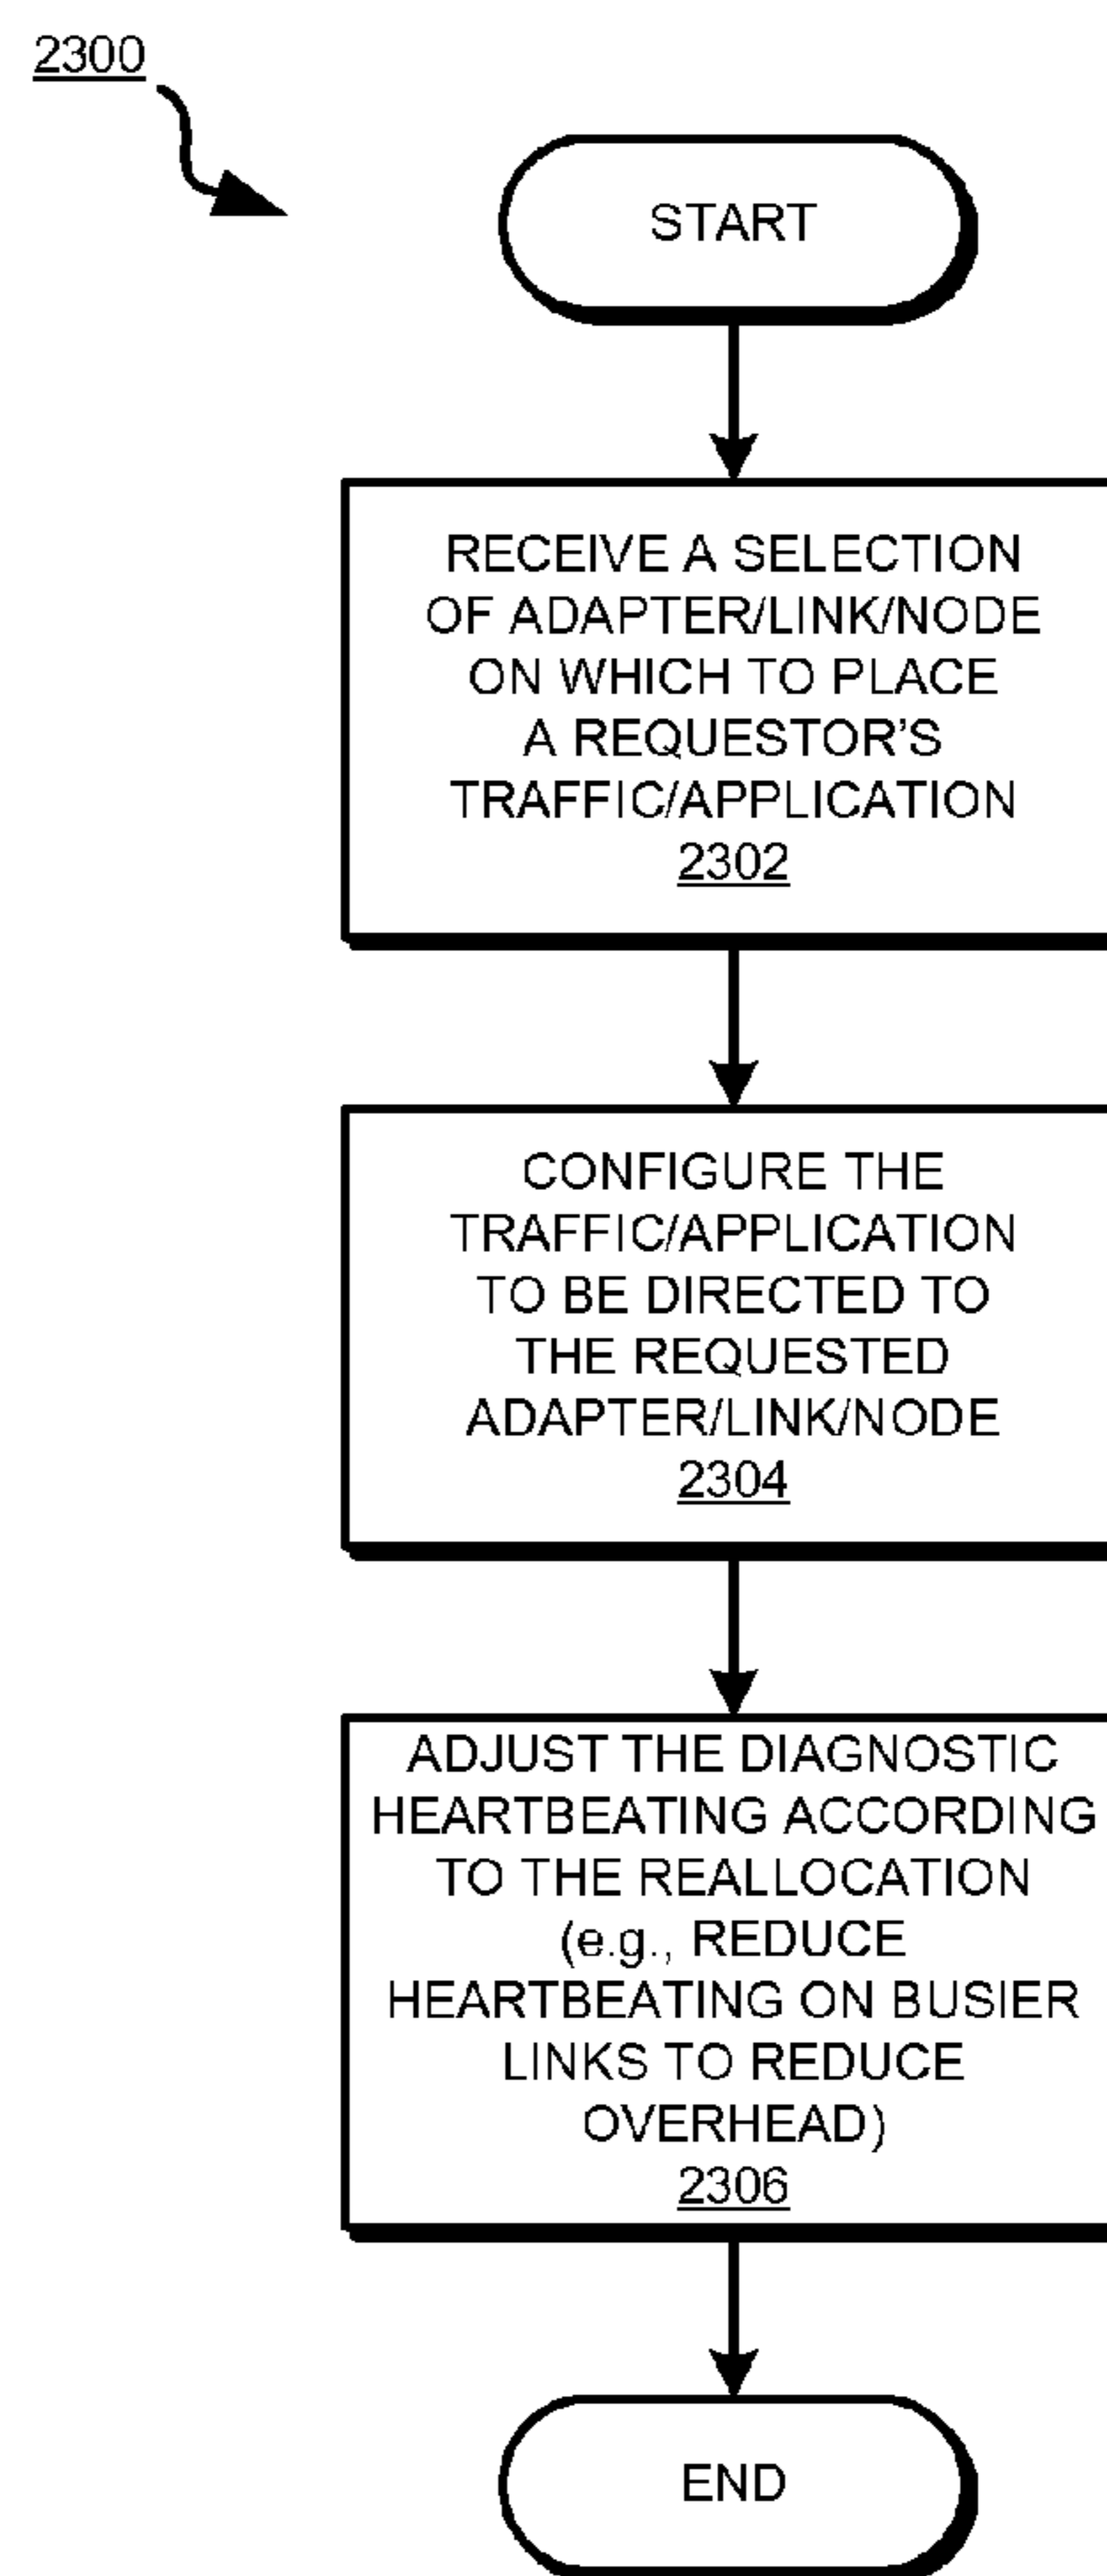 2300
START
RECEIVE A SELECTION
OF ADAPTER/LINK/NODE
ON WHICH TO PLACE
A REQUESTOR'S
TRAFFIC/APPLICATION
2302
CONFIGURE THE
TRAFFIC/APPLICATION
TO BE DIRECTED TO
THE REQUESTED
ADAPTER/LINK/NODE
2304
ADJUST THE DIAGNOSTIC
HEARTBEATING ACCORDING
TO THE REALLOCATION
(e.g., REDUCE
HEARTBEATING ON BUSIER
LINKS TO REDUCE
OVERHEAD)
2306
END